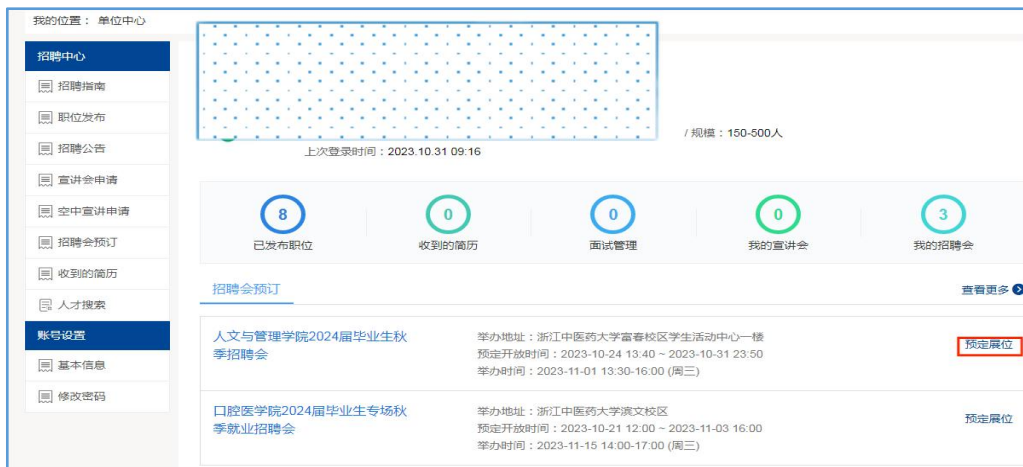 我的位置： 单位中心
招聘中心
招聘指南
职位发布
招聘公告
宣讲会申请
空中宣讲申请
招聘会预订
收到的简历
人才搜索
账号设置
基本信息
修改密码
/ 规模：150-500人
上次登录时间：2023.10.31 09:16
8
已发布职位
0
收到的简历
0
面试管理
0
我的宣讲会
3
我的招聘会
招聘会预订
查看更多
人文与管理学院2024届毕业生秋
季招聘会
举办地址：浙江中医药大学富春校区学生活动中心一楼
预定开放时间：2023-10-24 13:40 ~ 2023-10-31 23:50
举办时间：2023-11-01 13:30-16:00 (周三)
预定展位
口腔医学院2024届毕业生专场秋
季就业招聘会
举办地址：浙江中医药大学滨文校区
预定开放时间：2023-10-21 12:00 ~ 2023-11-03 16:00
举办时间：2023-11-15 14:00-17:00 (周三)
预定展位